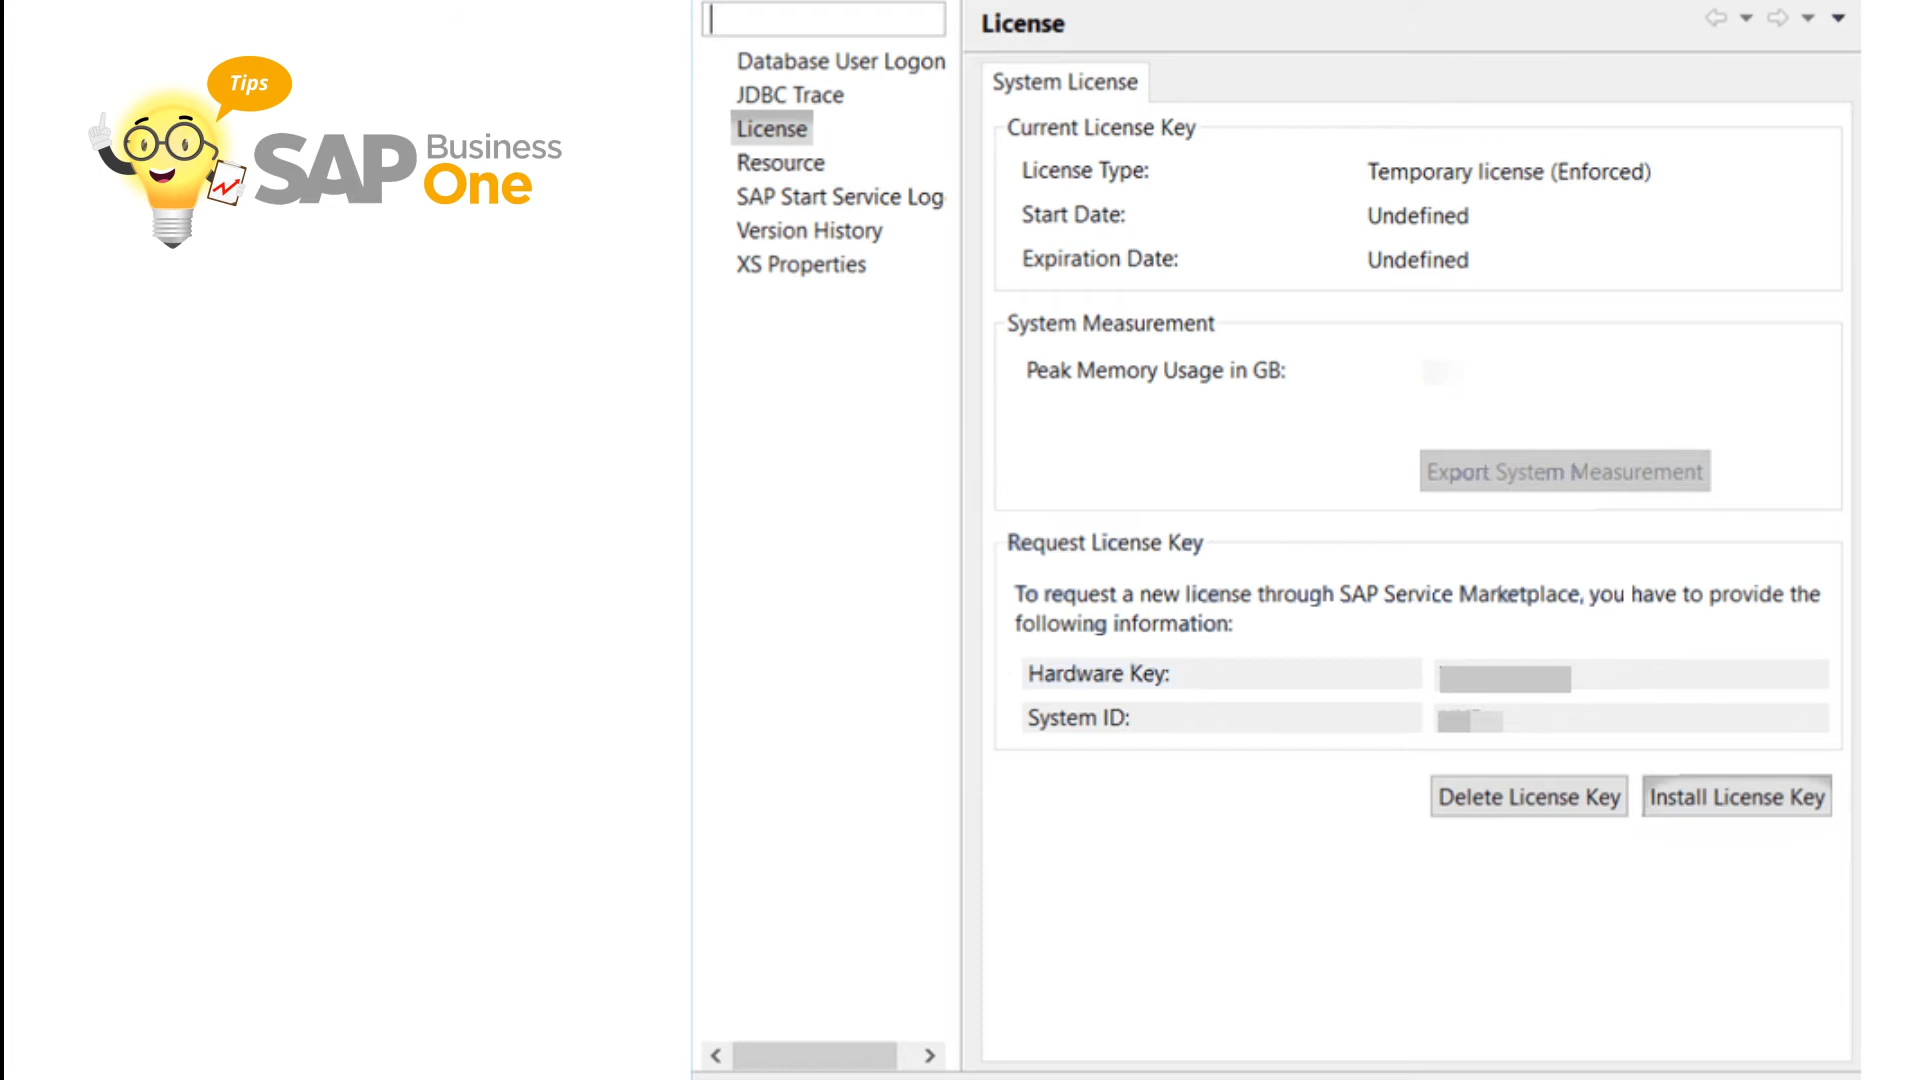 Tips
SAP Business One
Database User Logon
JDBC Trace
License
Resource
SAP Start Service Log
Version History
XS Properties
License
System License
Current License Key
License Type: Temporary license (Enforced)
Start Date: Undefined
Expiration Date: Undefined
System Measurement
Peak Memory Usage in GB:
Export System Measurement
Request License Key
To request a new license through SAP Service Marketplace, you have to provide the
following information:
Hardware Key:
System ID:
Delete License Key Install License Key